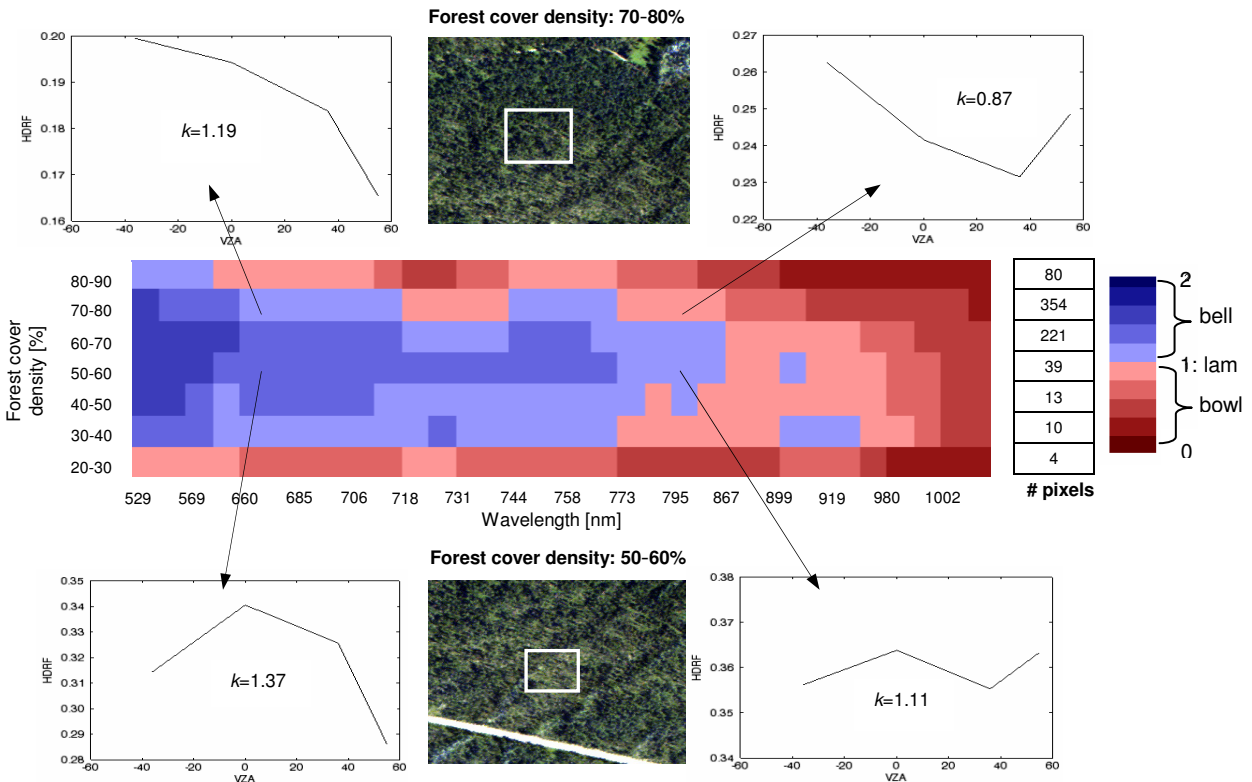 Forest cover density: 70-80%
0.20
0.19
0.18
0.17
0.16
HDRF
k=1.19
-60 -40 -20 0 20 40 60
VZA
0.27
0.26
0.25
0.24
0.23
0.22
HDRF
k=0.87
-60 -40 -20 0 20 40 60
VZA
Forest cover density [%]
80-90
70-80
60-70
50-60
40-50
30-40
20-30
529 569 660 685 706 718 731 744 758 773 795 867 899 919 980 1002
Wavelength [nm]
80
354
221
39
13
10
4
# pixels
2
bell
1: lam
bowl
0
Forest cover density: 50-60%
0.35
0.34
0.33
0.32
0.31
0.30
0.29
0.28
HDRF
k=1.37
-60 -40 -20 0 20 40 60
VZA
0.38
0.37
0.36
0.35
0.34
HDRF
k=1.11
-60 -40 -20 0 20 40 60
VZA